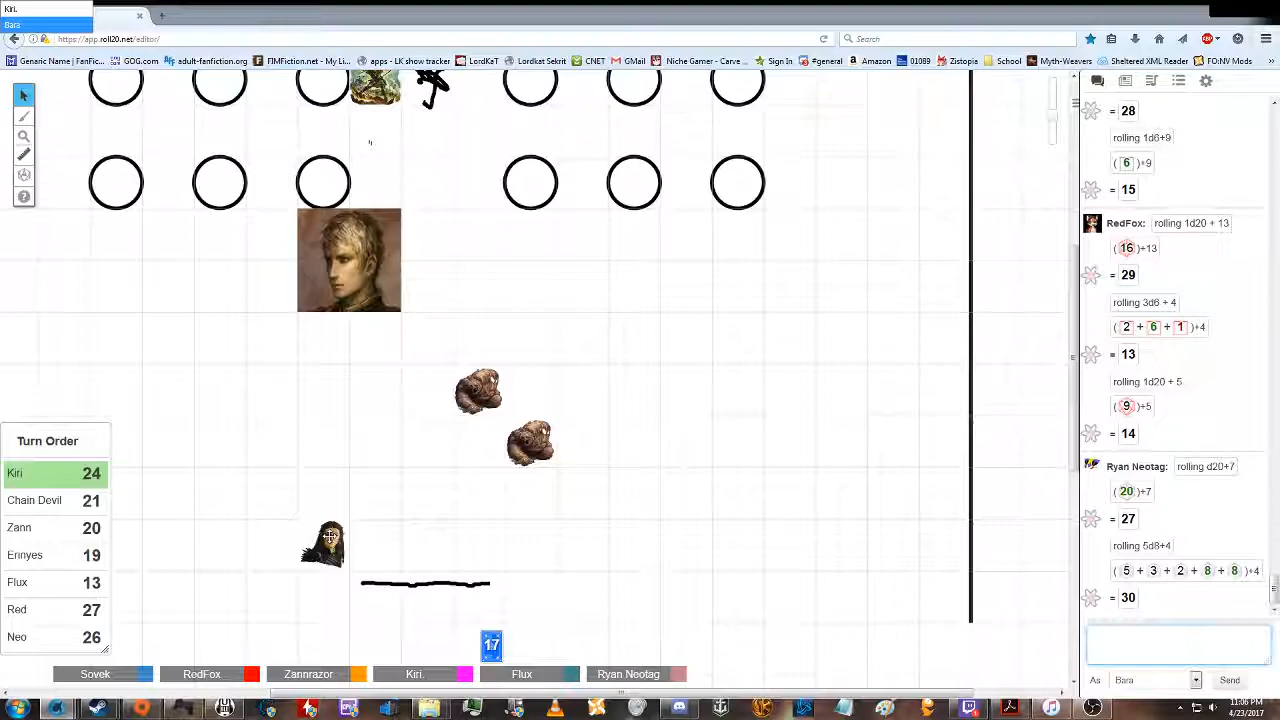 Kiri.
Bara
https://app.roll20.net/editor/
Search
Generic Name - Fanfic...
GOG.com
adult-fanfiction.org
FIMFiction.net - My Li...
apps - LK show tracker
LordKaT
Lordkat Sekrit
CNET
GMail
Niche Gamer - Carve ...
Sign In
#general
Amazon
01089
Zistopia
School
Myth-Weavers
Sheltered XML Reader
FO:NV Mods
= 28
rolling 1d6+9
(6)+9
= 15
RedFox: rolling 1d20 + 13
(16)+13
= 29
rolling 3d6 + 4
(2+6+1)+4
= 13
rolling 1d20 + 5
(9)+5
= 14
Ryan Neotag: rolling d20+7
(20)+7
= 27
rolling 5d8+4
(5+3+2+8+8)+4
= 30
Turn Order
Kiri 24
Chain Devil 21
Zann 20
Erinyes 19
Flux 13
Red 27
Neo 26
17
Sovek
RedFox
Zannrazor
Kiri.
Flux
Ryan Neotag
As Bara Send
11:06 PM
4/23/2017